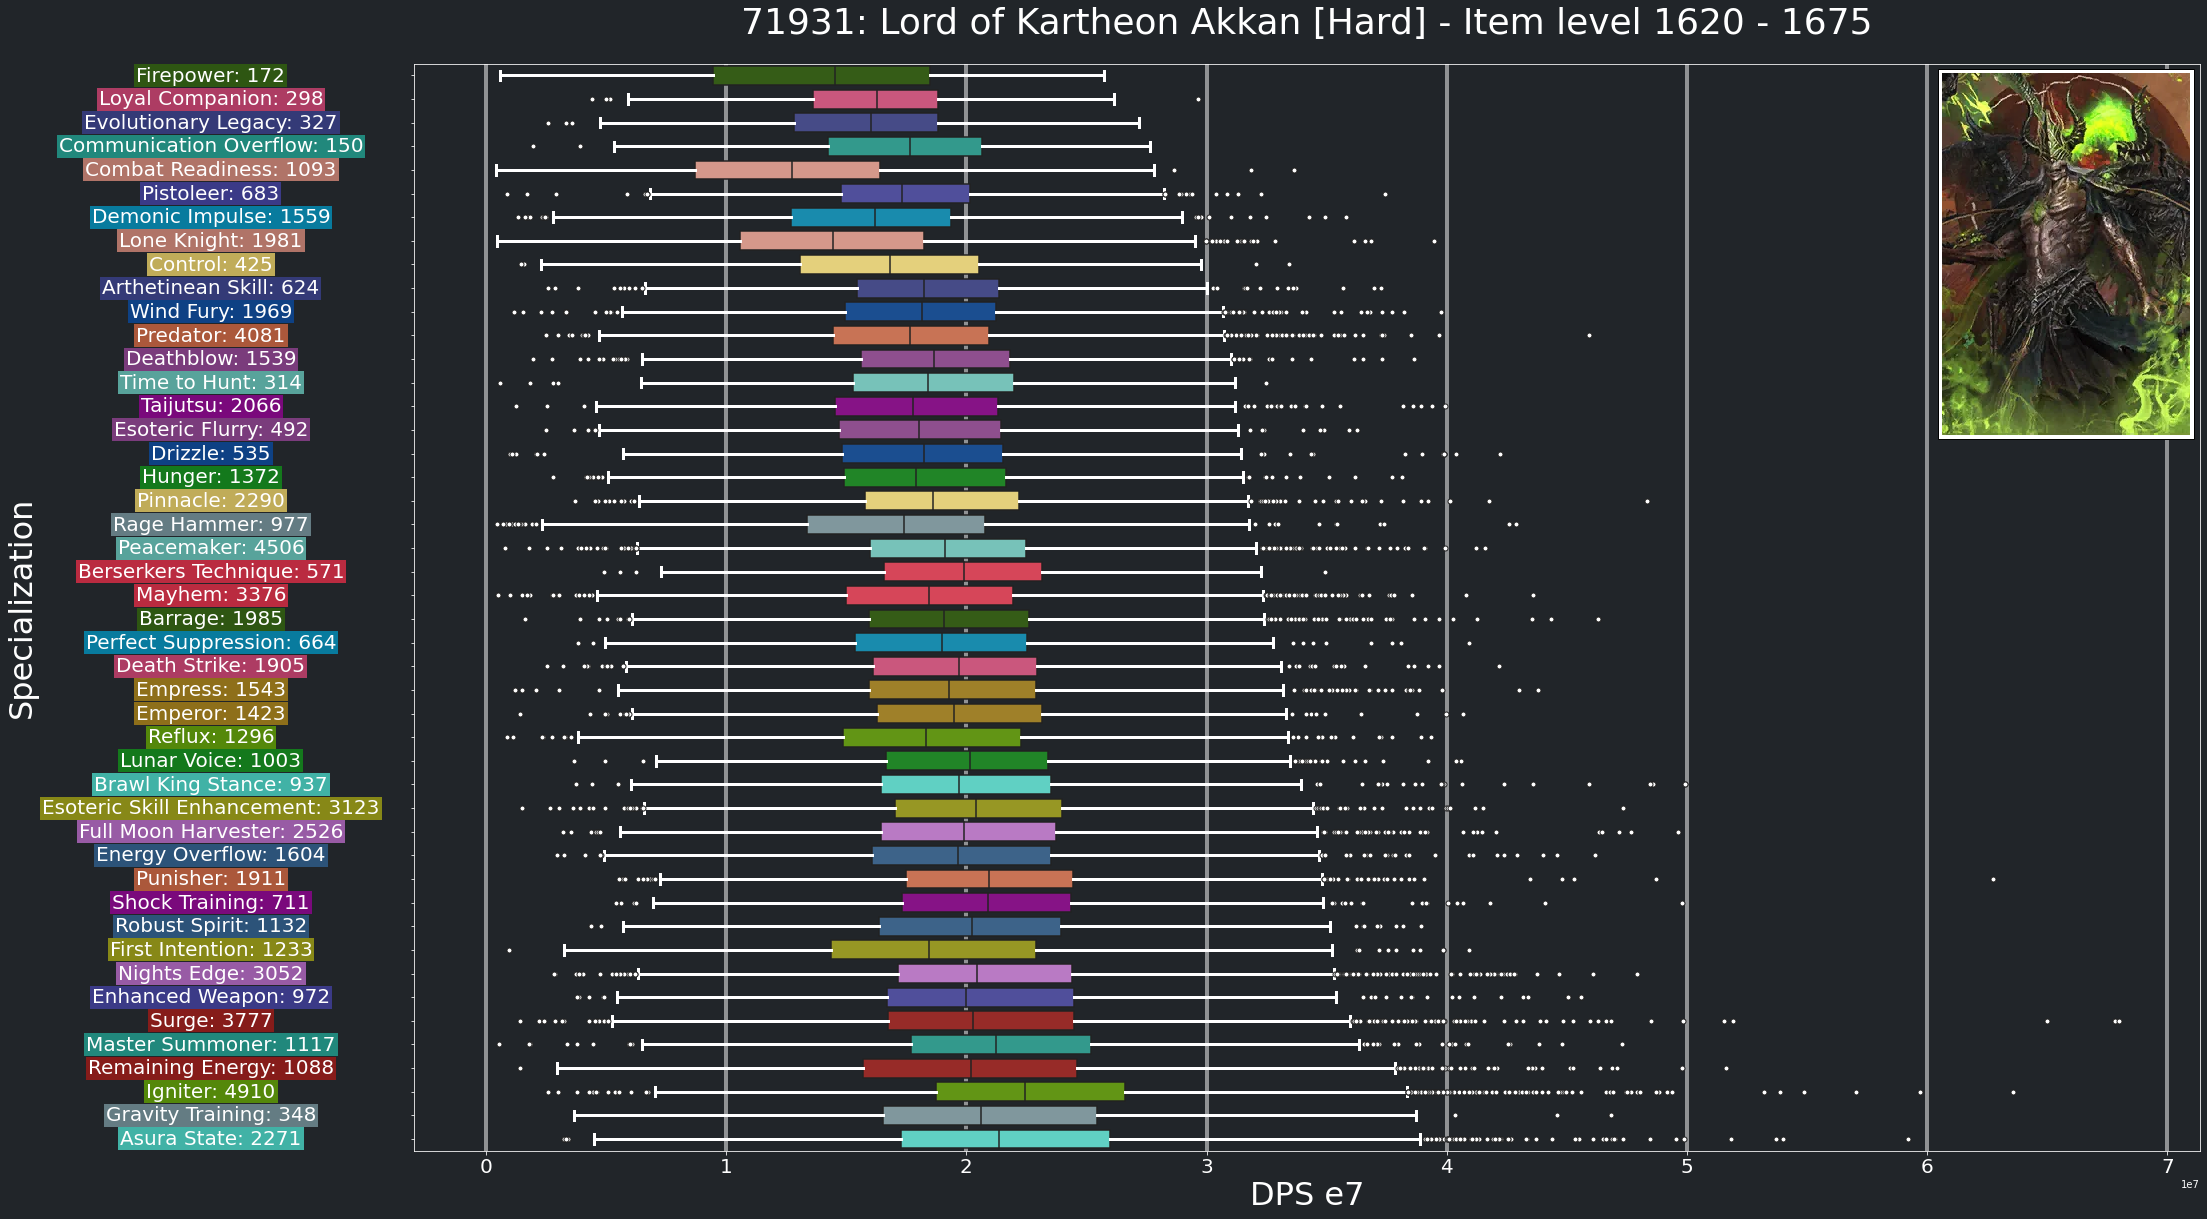 71931: Lord of Kartheon Akkan [Hard] - Item level 1620 - 1675
Specialization
Firepower: 172
Loyal Companion: 298
Evolutionary Legacy: 327
Communication Overflow: 150
Combat Readiness: 1093
Pistoleer: 683
Demonic Impulse: 1559
Lone Knight: 1981
Control: 425
Arthetinean Skill: 624
Wind Fury: 1969
Predator: 4081
Deathblow: 1539
Time to Hunt: 314
Taijutsu: 2066
Esoteric Flurry: 492
Drizzle: 535
Hunger: 1372
Pinnacle: 2290
Rage Hammer: 977
Peacemaker: 4506
Berserkers Technique: 571
Mayhem: 3376
Barrage: 1985
Perfect Suppression: 664
Death Strike: 1905
Empress: 1543
Emperor: 1423
Reflux: 1296
Lunar Voice: 1003
Brawl King Stance: 937
Esoteric Skill Enhancement: 3123
Full Moon Harvester: 2526
Energy Overflow: 1604
Punisher: 1911
Shock Training: 711
Robust Spirit: 1132
First Intention: 1233
Nights Edge: 3052
Enhanced Weapon: 972
Surge: 3777
Master Summoner: 1117
Remaining Energy: 1088
Igniter: 4910
Gravity Training: 348
Asura State: 2271
0 1 2 3 4 5 6 7
1e7
DPS e7